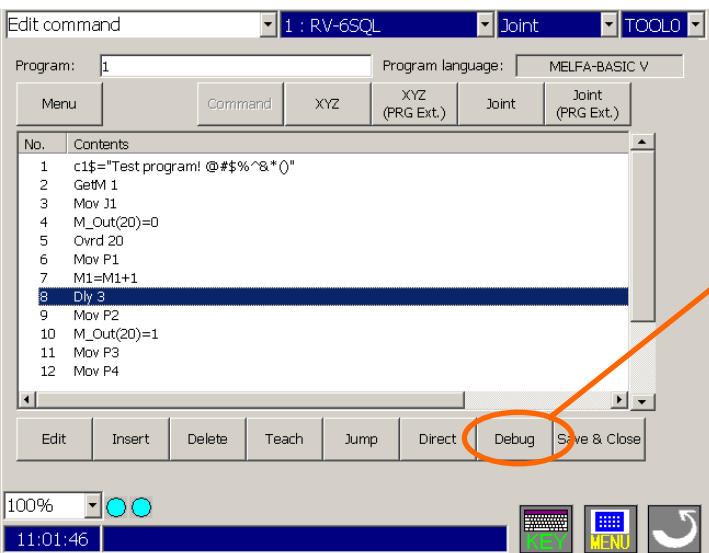 Edit command 1 : RV-6SQL Joint TOOL0
Program: 1 Program language: MELFA-BASIC V
Menu Command XYZ XYZ (PRG Ext.) Joint Joint (PRG Ext.)
No. Contents
1 c1$="Test program! @#$%^&*()"
2 GetM 1
3 Mov J1
4 M_Out(20)=0
5 Ovrd 20
6 Mov P1
7 M1=M1+1
8 Dly 3
9 Mov P2
10 M_Out(20)=1
11 Mov P3
12 Mov P4
Edit Insert Delete Teach Jump Direct Debug Save & Close
100%
11:01:46 KEY MENU